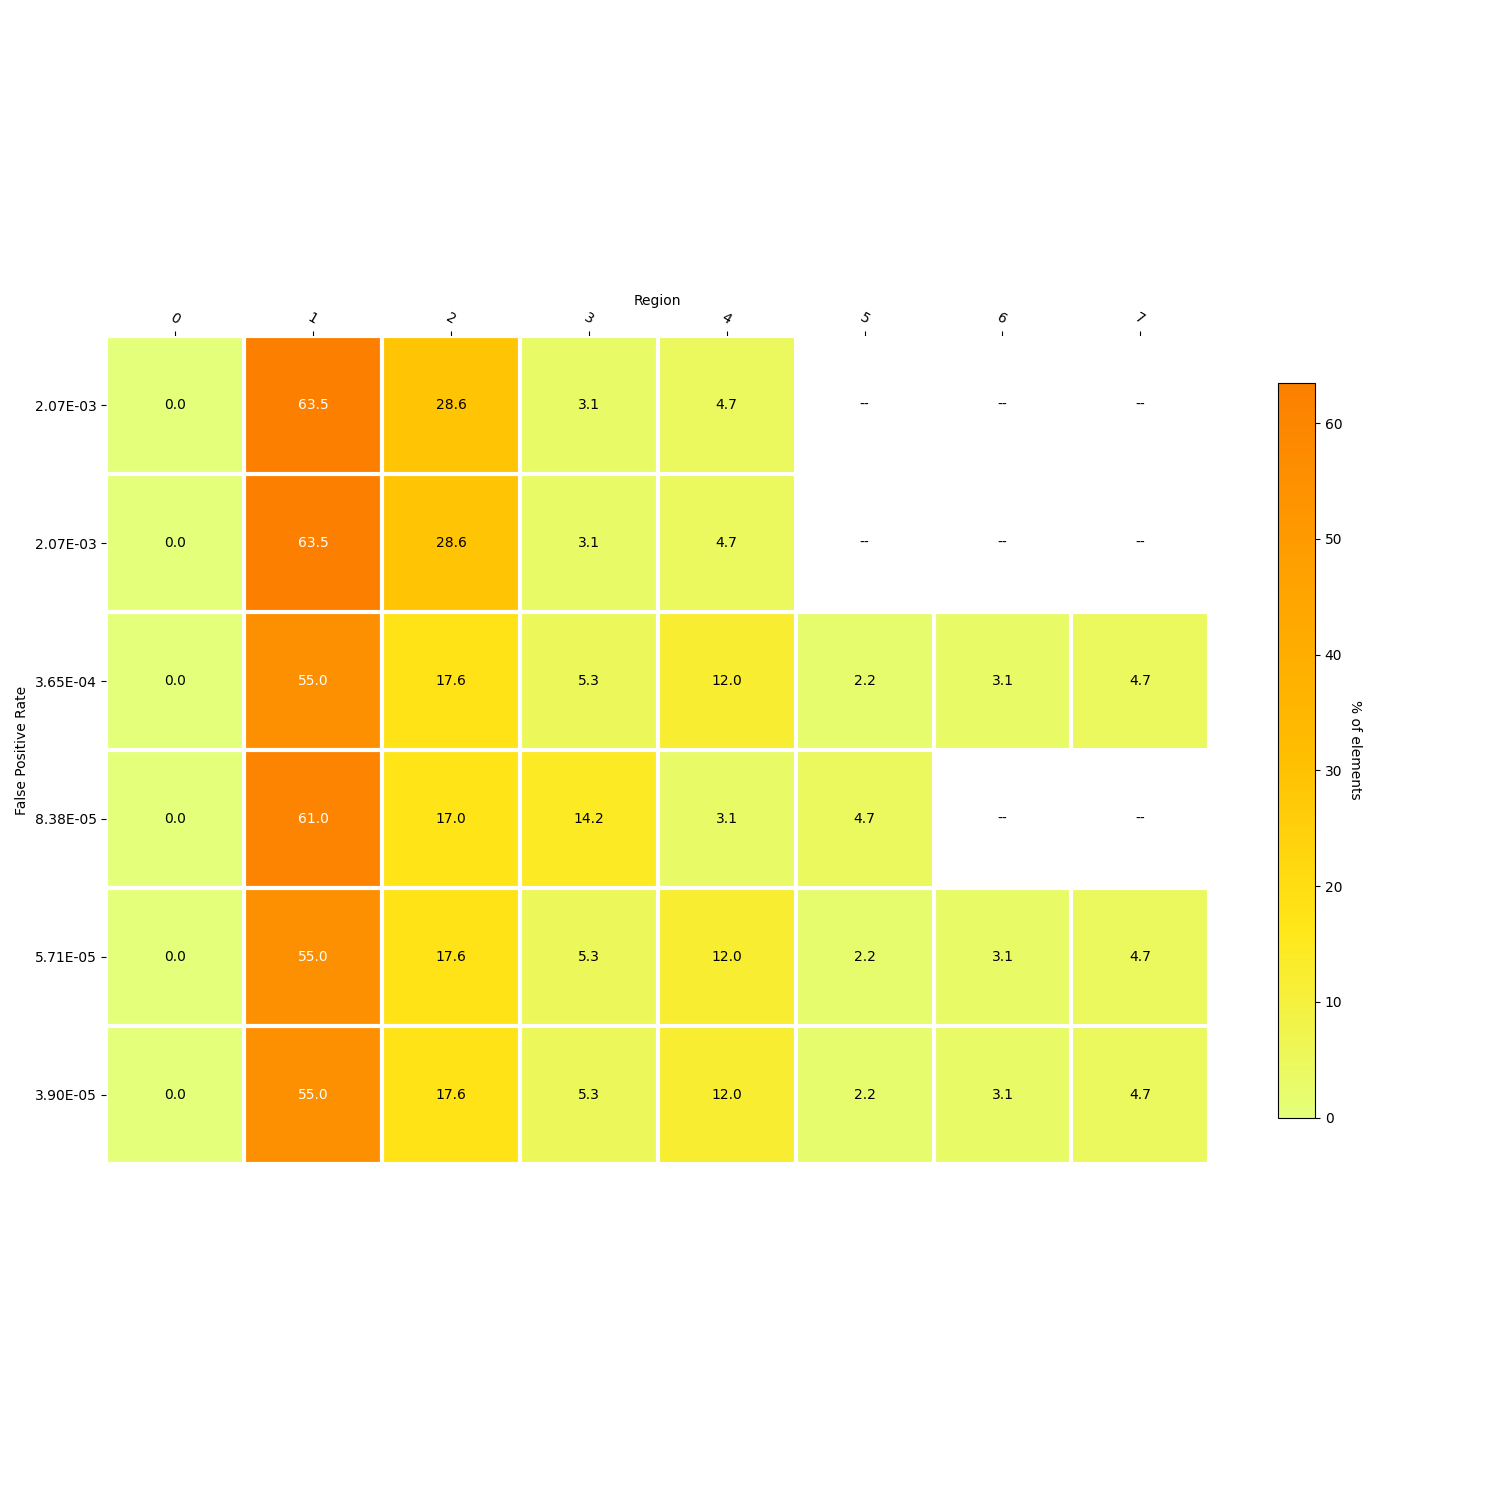 Region
0 1 2 3 4 5 6 7
2.07E-03 0.0 63.5 28.6 3.1 4.7 -- -- --
2.07E-03 0.0 63.5 28.6 3.1 4.7 -- -- --
3.65E-04 0.0 55.0 17.6 5.3 12.0 2.2 3.1 4.7
8.38E-05 0.0 61.0 17.0 14.2 3.1 4.7 -- --
5.71E-05 0.0 55.0 17.6 5.3 12.0 2.2 3.1 4.7
3.90E-05 0.0 55.0 17.6 5.3 12.0 2.2 3.1 4.7
False Positive Rate
60
50
40
30
20
10
0
% of elements